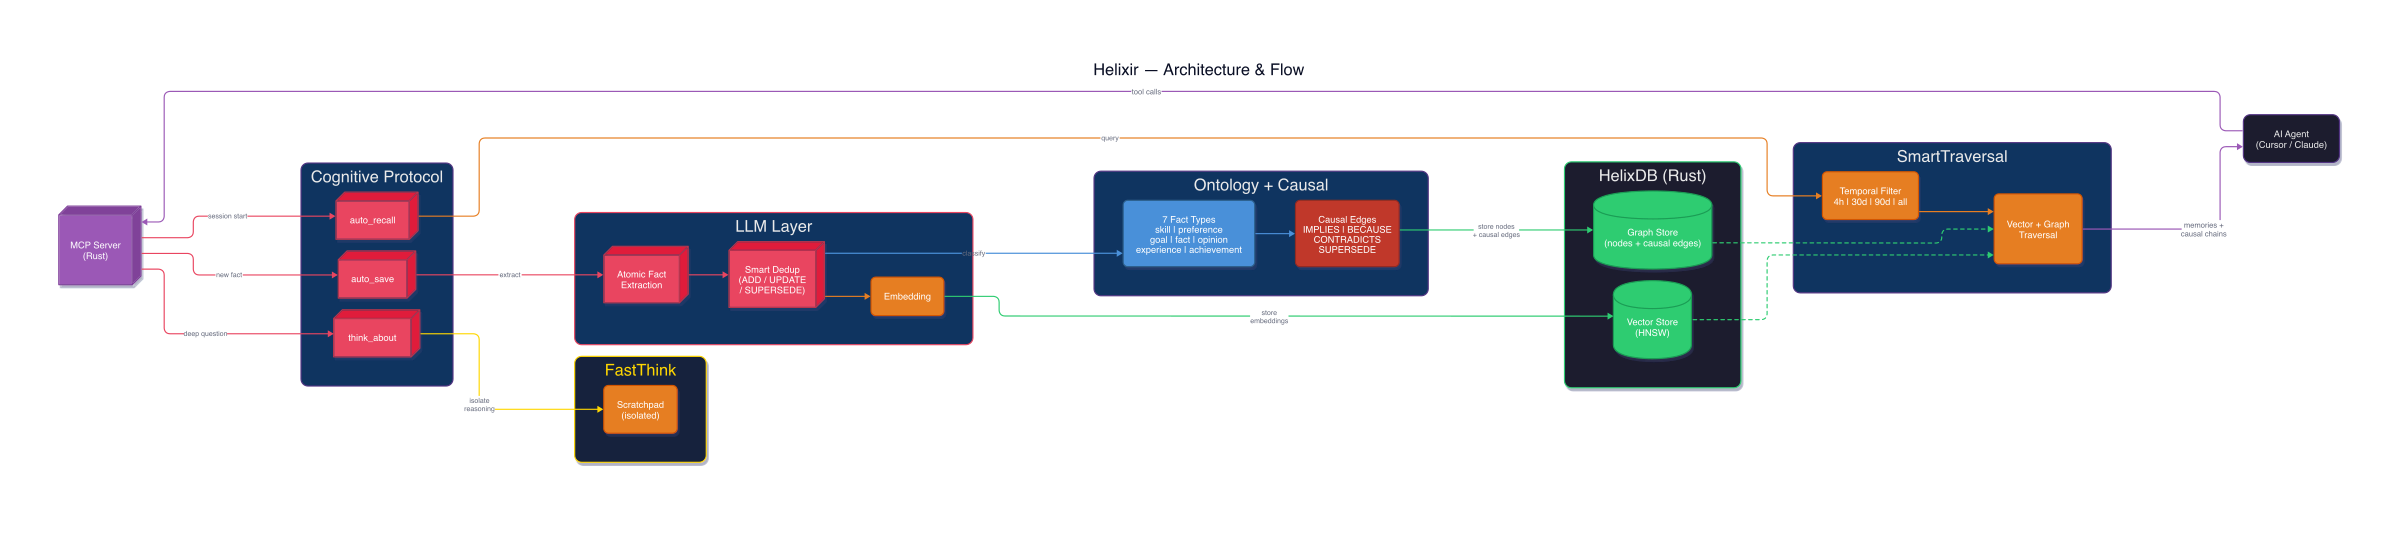 Helixir — Architecture & Flow
tool calls
query
AI Agent
(Cursor / Claude)
MCP Server
(Rust)
session start
new fact
deep question
Cognitive Protocol
auto_recall
auto_save
think_about
extract
isolate
reasoning
LLM Layer
Atomic Fact
Extraction
Smart Dedup
(ADD / UPDATE
/ SUPERSEDE)
Embedding
classify
FastThink
Scratchpad
(isolated)
store
embeddings
Ontology + Causal
7 Fact Types
skill | preference
goal | fact | opinion
experience | achievement
Causal Edges
IMPLIES | BECAUSE
CONTRADICTS
SUPERSEDE
store nodes
+ causal edges
HelixDB (Rust)
Graph Store
(nodes + causal edges)
Vector Store
(HNSW)
SmartTraversal
Temporal Filter
4h | 30d | 90d | all
Vector + Graph
Traversal
memories +
causal chains